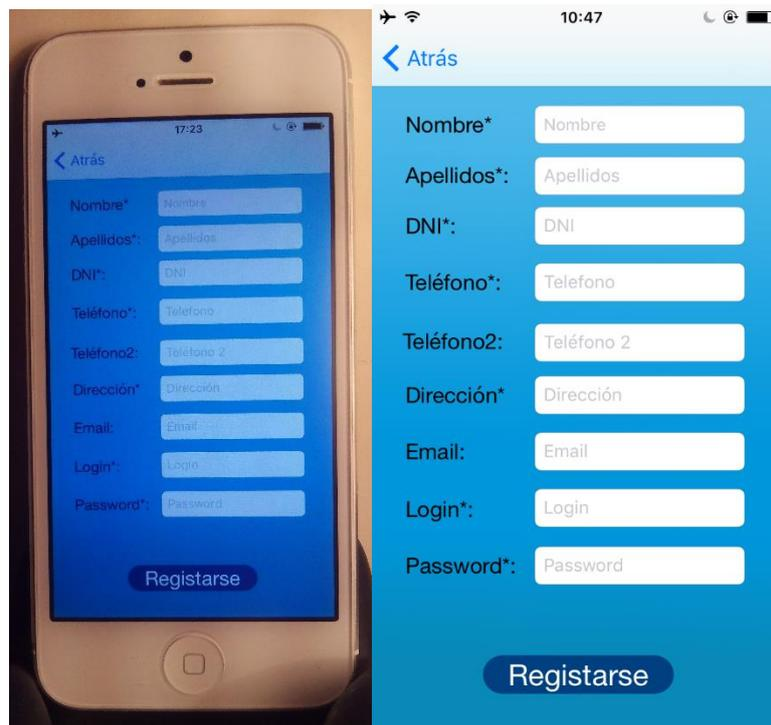 17:23
Atrás
Nombre* Nombre
Apellidos*: Apellidos
DNI*: DNI
Teléfono*: Telefono
Teléfono2: Teléfono 2
Dirección* Dirección
Email: Email
Login*: Login
Password*: Password
Registarse
10:47
Atrás
Nombre* Nombre
Apellidos*: Apellidos
DNI*: DNI
Teléfono*: Telefono
Teléfono2: Teléfono 2
Dirección* Dirección
Email: Email
Login*: Login
Password*: Password
Registarse